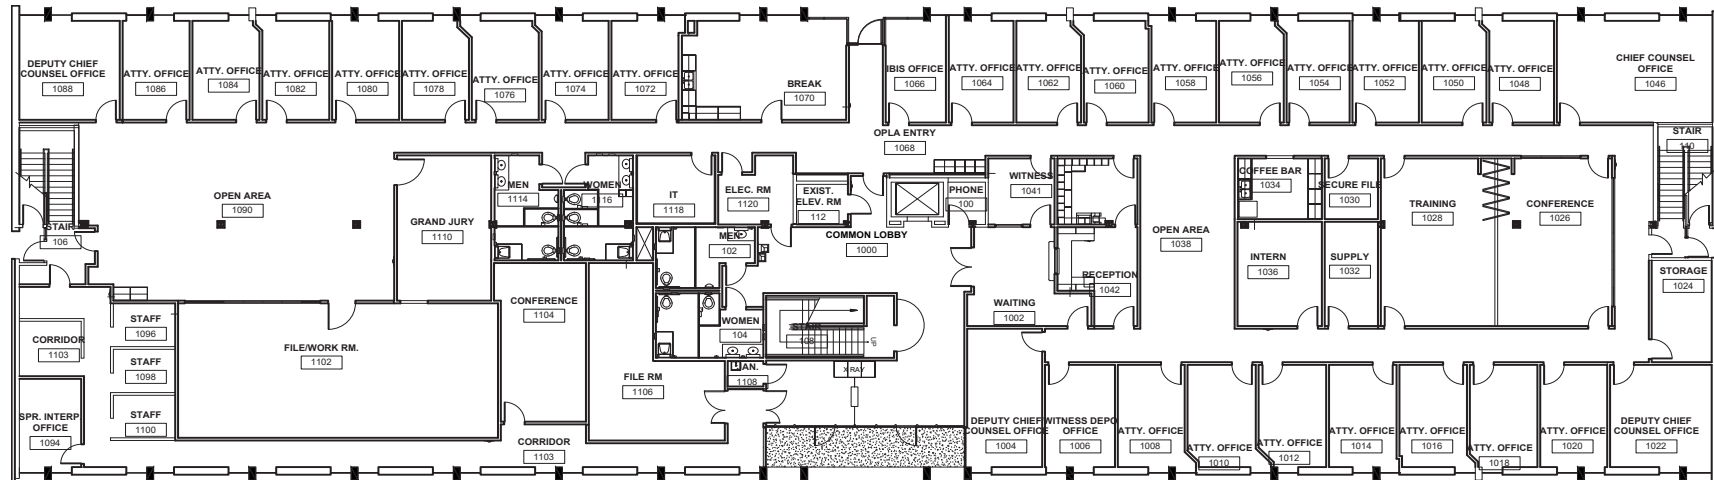 DEPUTY CHIEF
COUNSEL OFFICE
1088
ATTY. OFFICE
1086
ATTY. OFFICE
1084
ATTY. OFFICE
1082
ATTY. OFFICE
1080
ATTY. OFFICE
1078
ATTY. OFFICE
1076
ATTY. OFFICE
1074
ATTY. OFFICE
1072
BREAK
1070
IBIS OFFICE
1066
ATTY. OFFICE
1064
ATTY. OFFICE
1062
ATTY. OFFICE
1060
ATTY. OFFICE
1058
ATTY. OFFICE
1056
ATTY. OFFICE
1054
ATTY. OFFICE
1052
ATTY. OFFICE
1050
ATTY. OFFICE
1048
CHIEF COUNSEL
OFFICE
1046
OPLA ENTRY
1068
STAIR
110
OPEN AREA
1090
STAIR
106
GRAND JURY
1110
MEN
1114
WOMEN
1116
IT
1118
ELEC. RM
1120
EXIST.
ELEV. RM
112
PHONE
100
WITNESS
1041
COFFEE BAR
1034
SECURE FILE
1030
TRAINING
1028
CONFERENCE
1026
MEN
102
COMMON LOBBY
1000
OPEN AREA
1038
INTERN
1036
SUPPLY
1032
STORAGE
1024
RECEPTION
1042
WAITING
1002
CONFERENCE
1104
WOMEN
104
STAIR
108
UP
CORRIDOR
1103
STAFF
1096
STAFF
1098
STAFF
1100
FILE/WORK RM.
1102
FILE RM
1106
JAN.
1108
X RAY
SPR. INTERP
OFFICE
1094
CORRIDOR
1103
DEPUTY CHIEF
COUNSEL OFFICE
1004
WITNESS DEPO
OFFICE
1006
ATTY. OFFICE
1008
ATTY. OFFICE
1010
ATTY. OFFICE
1012
ATTY. OFFICE
1014
ATTY. OFFICE
1016
ATTY. OFFICE
1018
ATTY. OFFICE
1020
DEPUTY CHIEF
COUNSEL OFFICE
1022